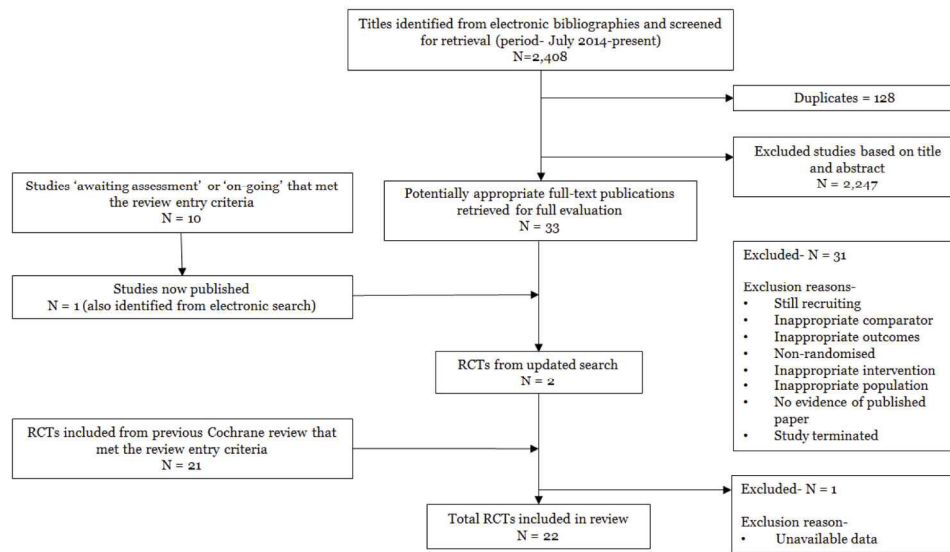 Titles identified from electronic bibliographies and screened
for retrieval (period- July 2014-present)
N=2,408
Duplicates = 128
Excluded studies based on title
and abstract
N = 2,247
Studies ‘awaiting assessment’ or ‘on-going’ that met
the review entry criteria
N = 10
Potentially appropriate full-text publications
retrieved for full evaluation
N = 33
Excluded- N = 31
Exclusion reasons-
• Still recruiting
• Inappropriate comparator
• Inappropriate outcomes
• Non-randomised
• Inappropriate intervention
• Inappropriate population
• No evidence of published
paper
• Study terminated
Studies now published
N = 1 (also identified from electronic search)
RCTs from updated search
N = 2
RCTs included from previous Cochrane review that
met the review entry criteria
N = 21
Excluded- N = 1
Exclusion reason-
• Unavailable data
Total RCTs included in review
N = 22